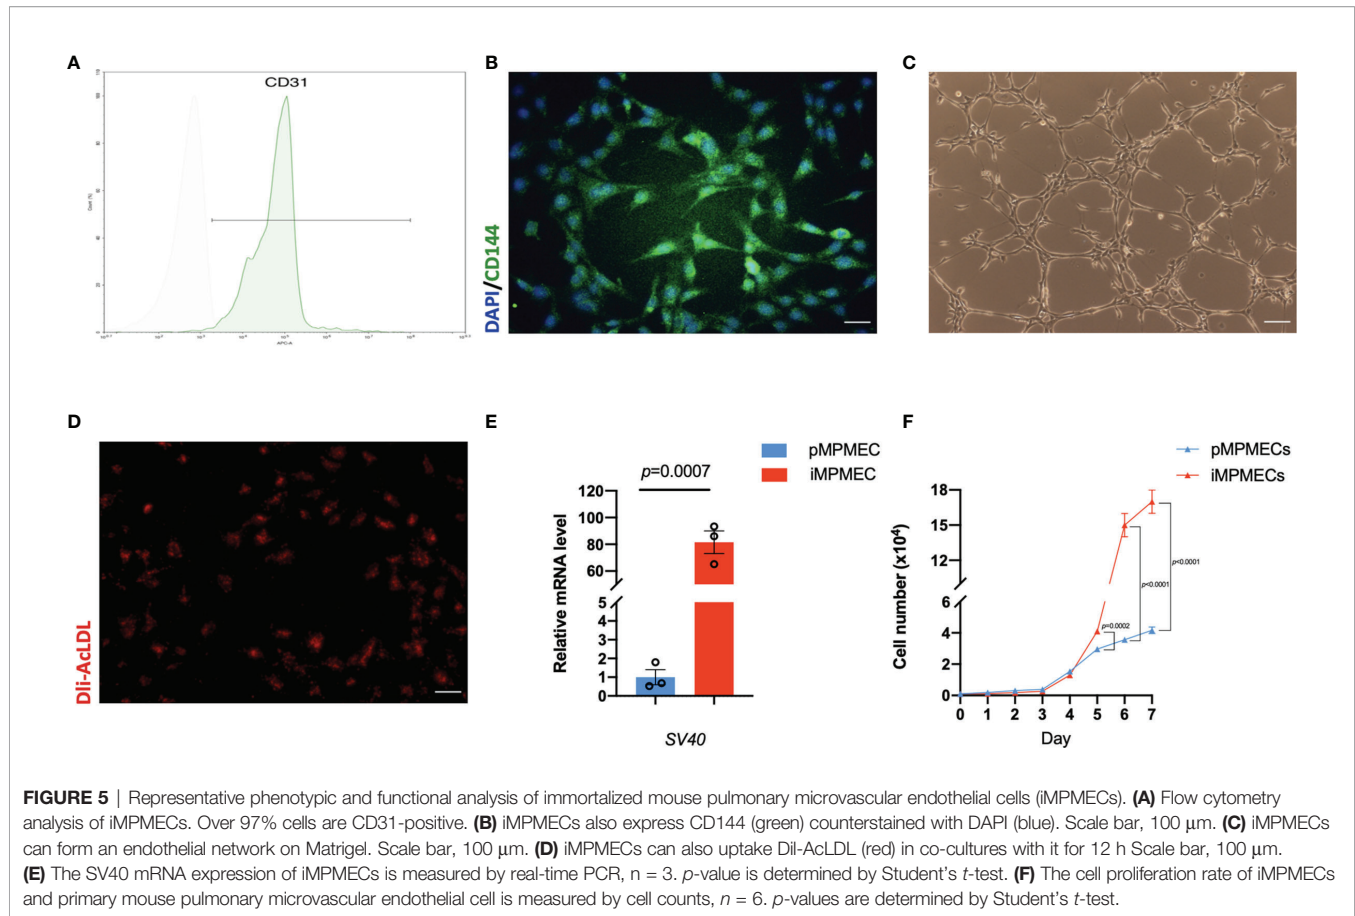 A
CD31
Count (%)
APC-A
B
DAPI/CD144
C
D
Dli-AcLDL
E
pMPMEC
iMPMEC
p=0.0007
Relative mRNA level
120
100
80
60
5
4
3
2
1
0
SV40
F
pMPMECs
iMPMECs
Cell number (x10⁴)
18
15
12
6
4
2
0
p=0.0002
p<0.0001
p<0.0001
0 1 2 3 4 5 6 7
Day
FIGURE 5 | Representative phenotypic and functional analysis of immortalized mouse pulmonary microvascular endothelial cells (iMPMECs). (A) Flow cytometry
analysis of iMPMECs. Over 97% cells are CD31-positive. (B) iMPMECs also express CD144 (green) counterstained with DAPI (blue). Scale bar, 100 μm. (C) iMPMECs
can form an endothelial network on Matrigel. Scale bar, 100 μm. (D) iMPMECs can also uptake Dil-AcLDL (red) in co-cultures with it for 12 h Scale bar, 100 μm.
(E) The SV40 mRNA expression of iMPMECs is measured by real-time PCR, n = 3. p-value is determined by Student's t-test. (F) The cell proliferation rate of iMPMECs
and primary mouse pulmonary microvascular endothelial cell is measured by cell counts, n = 6. p-values are determined by Student's t-test.